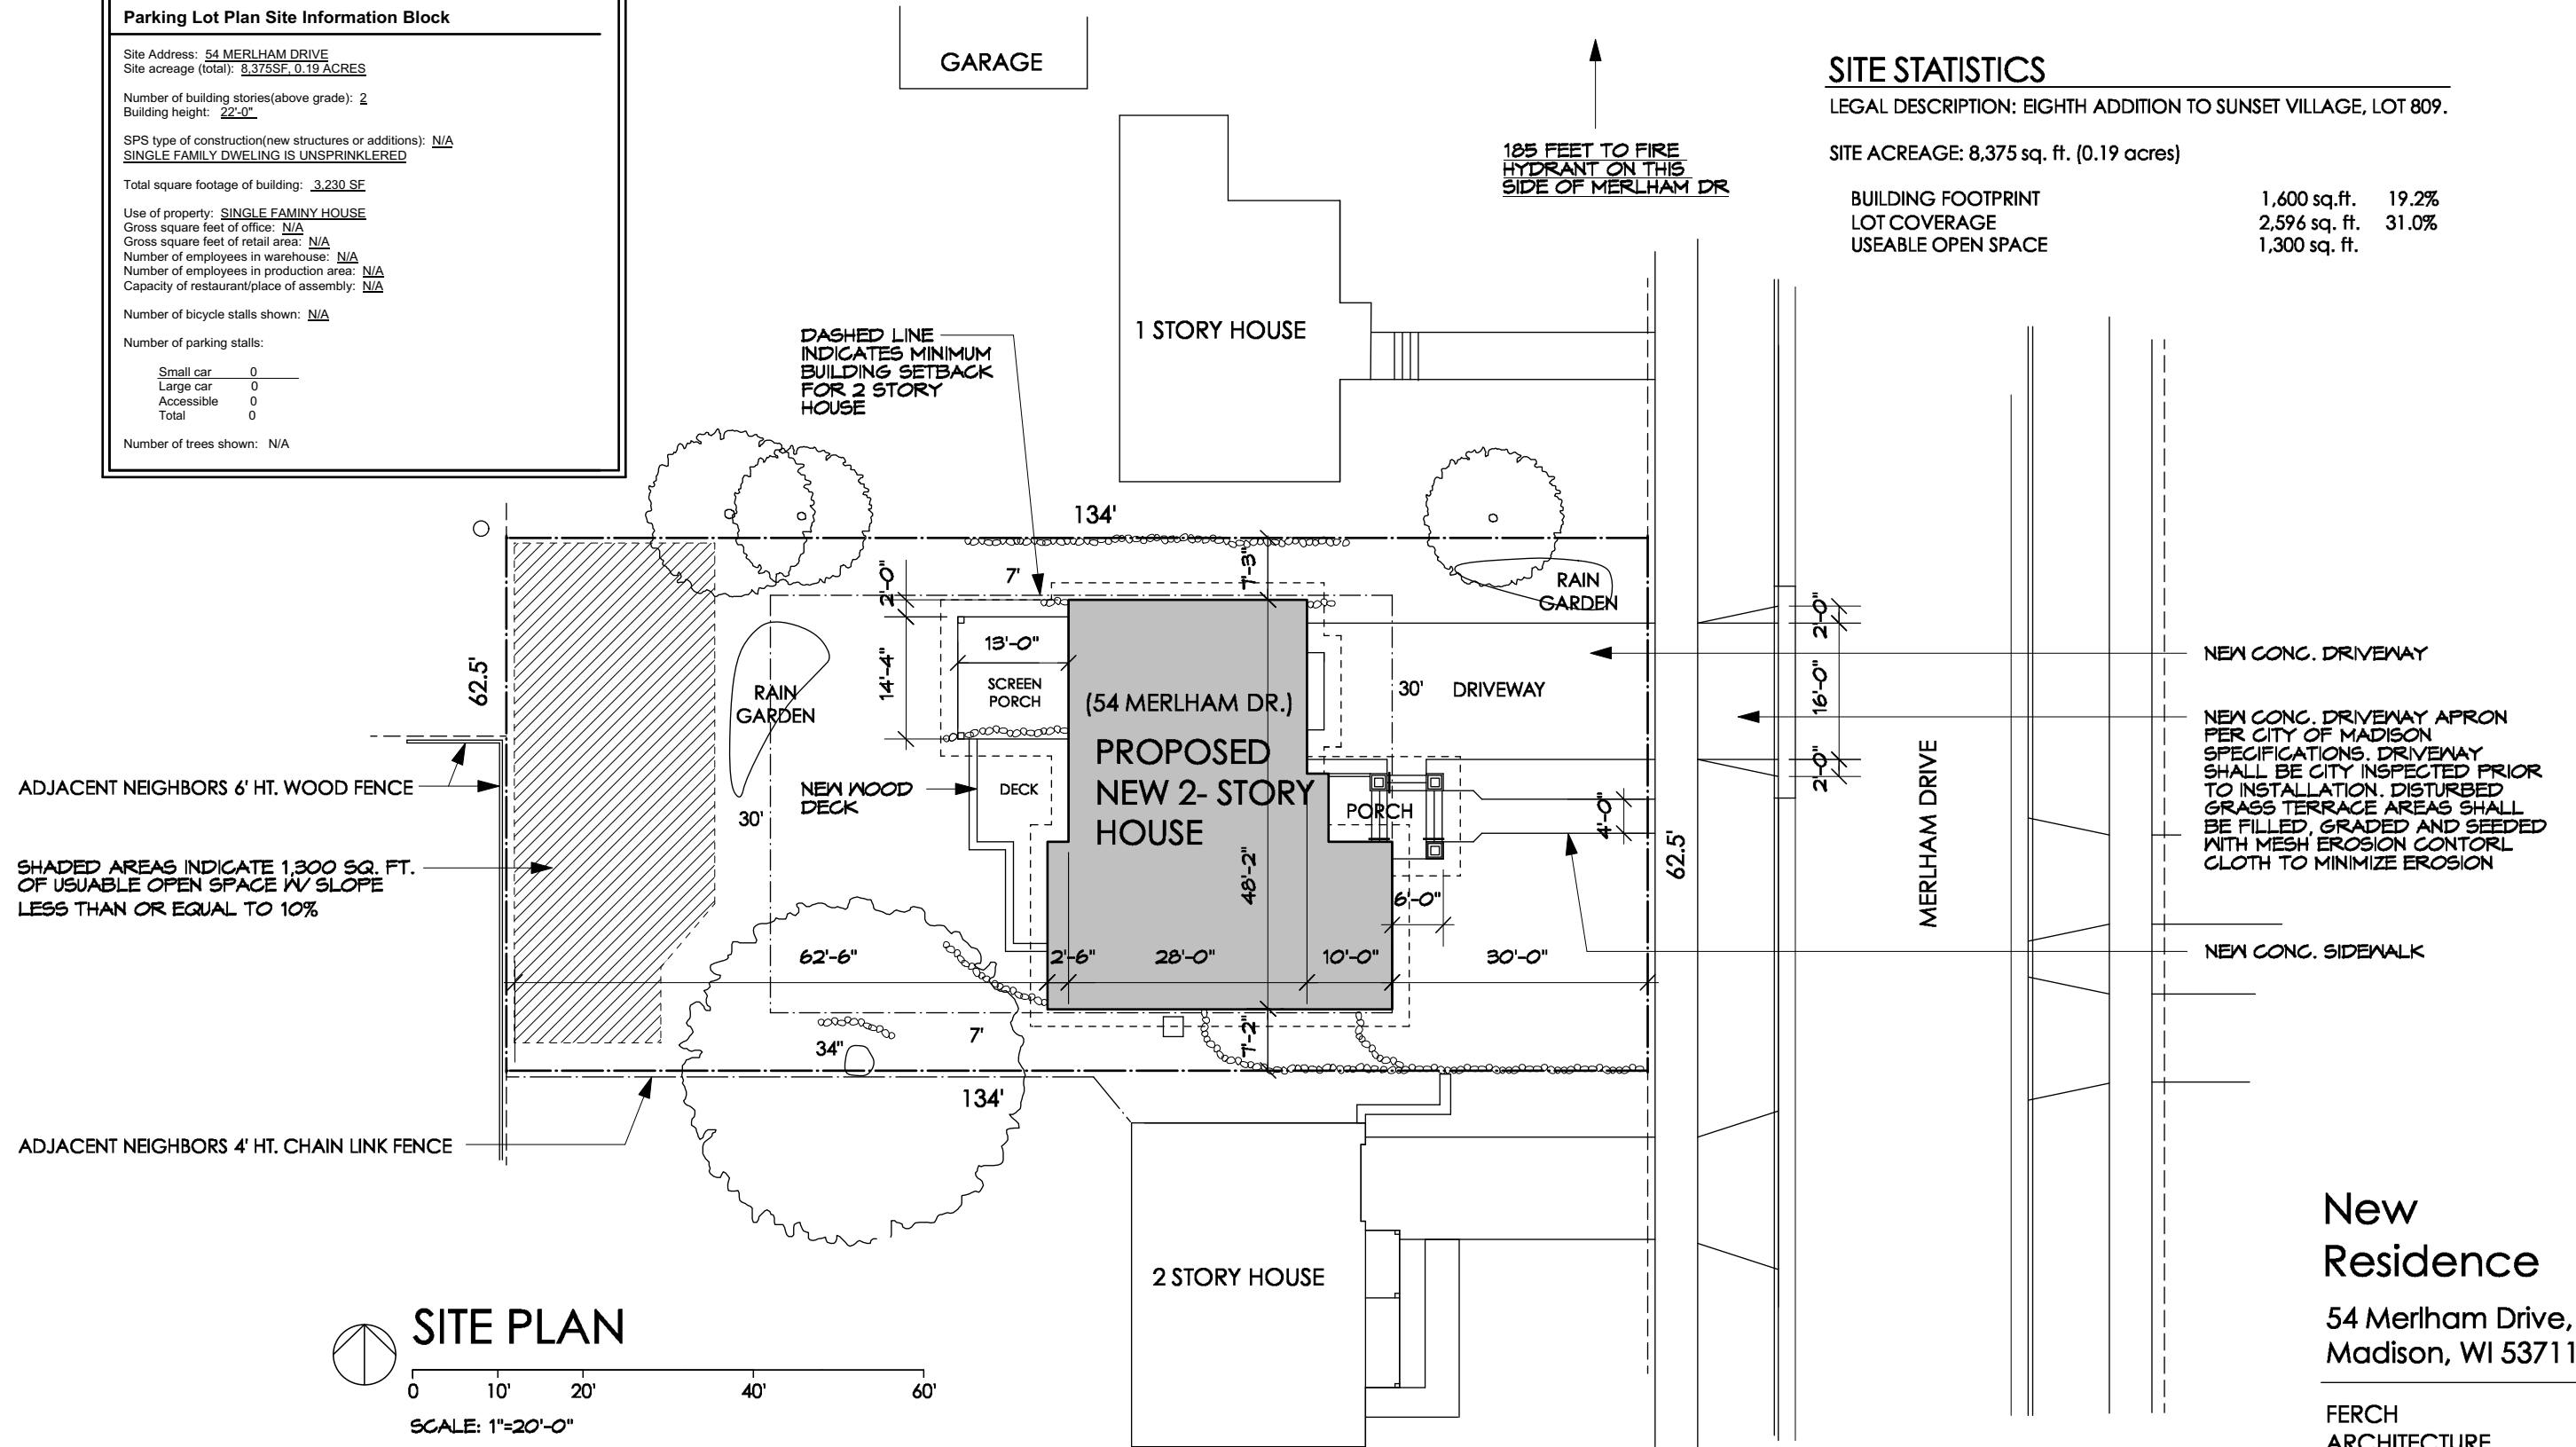 Parking Lot Plan Site Information Block
Site Address: 54 MERLHAM DRIVE
Site acreage (total): 8,375SF, 0.19 ACRES
Number of building stories(above grade): 2
Building height: 22'-0"
SPS type of construction(new structures or additions): N/A
SINGLE FAMILY DWELING IS UNSPRINKLERED
Total square footage of building: 3,230 SF
Use of property: SINGLE FAMINY HOUSE
Gross square feet of office: N/A
Gross square feet of retail area: N/A
Number of employees in warehouse: N/A
Number of employees in production area: N/A
Capacity of restaurant/place of assembly: N/A
Number of bicycle stalls shown: N/A
Number of parking stalls:
Small car 0
Large car 0
Accessible 0
Total 0
Number of trees shown: N/A
GARAGE
185 FEET TO FIRE
HYDRANT ON THIS
SIDE OF MERLHAM DR
SITE STATISTICS
LEGAL DESCRIPTION: EIGHTH ADDITION TO SUNSET VILLAGE, LOT 809.
SITE ACREAGE: 8,375 sq. ft. (0.19 acres)
BUILDING FOOTPRINT 1,600 sq.ft. 19.2%
LOT COVERAGE 2,596 sq. ft. 31.0%
USEABLE OPEN SPACE 1,300 sq. ft.
1 STORY HOUSE
DASHED LINE
INDICATES MINIMUM
BUILDING SETBACK
FOR 2 STORY
HOUSE
134'
7'
2'-0"
7'-3"
RAIN
GARDEN
62.5'
14'-4"
13'-0"
SCREEN
PORCH
RAIN
GARDEN
30'
(54 MERLHAM DR.)
PROPOSED
NEW 2- STORY
HOUSE
30'
DRIVEWAY
2'-0"
16'-0"
2'-0"
NEW CONC. DRIVEWAY
NEW CONC. DRIVEWAY APRON
PER CITY OF MADISON
SPECIFICATIONS. DRIVEWAY
SHALL BE CITY INSPECTED PRIOR
TO INSTALLATION. DISTURBED
GRASS TERRACE AREAS SHALL
BE FILLED, GRADED AND SEEDED
WITH MESH EROSION CONTORL
CLOTH TO MINIMIZE EROSION
MERLHAM DRIVE
NEW CONC. SIDEWALK
ADJACENT NEIGHBORS 6' HT. WOOD FENCE
NEW WOOD
DECK
DECK
PORCH
4'-0"
62.5'
SHADED AREAS INDICATE 1,300 SQ. FT.
OF USUABLE OPEN SPACE W/ SLOPE
LESS THAN OR EQUAL TO 10%
48'-2"
6'-0"
62'-6"
2'-6"
28'-0"
10'-0"
30'-0"
34"
7'
7'-2"
134'
ADJACENT NEIGHBORS 4' HT. CHAIN LINK FENCE
2 STORY HOUSE
SITE PLAN
0 10' 20' 40' 60'
SCALE: 1"=20'-0"
New
Residence
54 Merlham Drive,
Madison, WI 53711
FERCH
ARCHITECTURE